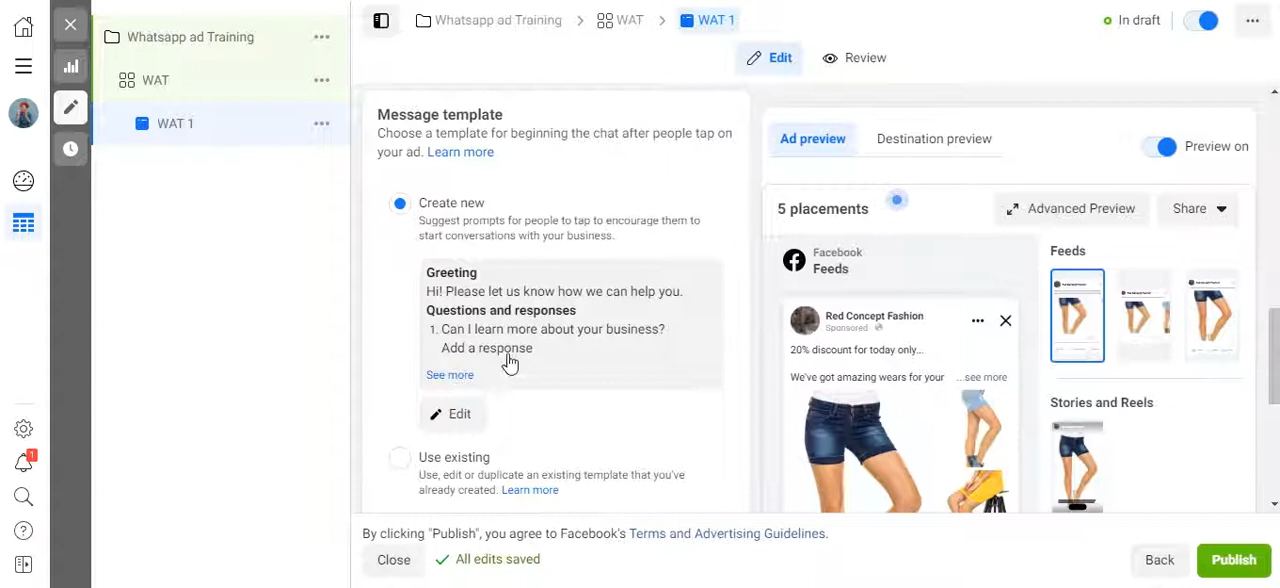 Whatsapp ad Training
WAT
WAT 1
Whatsapp ad Training
WAT
WAT 1
In draft
Edit
Review
Message template
Choose a template for beginning the chat after people tap on
your ad. Learn more
Create new
Suggest prompts for people to tap to encourage them to
start conversations with your business.
Greeting
Hi! Please let us know how we can help you.
Questions and responses
1. Can I learn more about your business?
Add a response
See more
Edit
Use existing
Use, edit or duplicate an existing template that you've
already created. Learn more
Ad preview
Destination preview
Preview on
5 placements
Advanced Preview
Share
Facebook
Feeds
Red Concept Fashion
Sponsored
20% discount for today only...
We've got amazing wears for your ...see more
Feeds
Stories and Reels
By clicking "Publish", you agree to Facebook's Terms and Advertising Guidelines.
Close
All edits saved
Back
Publish
1